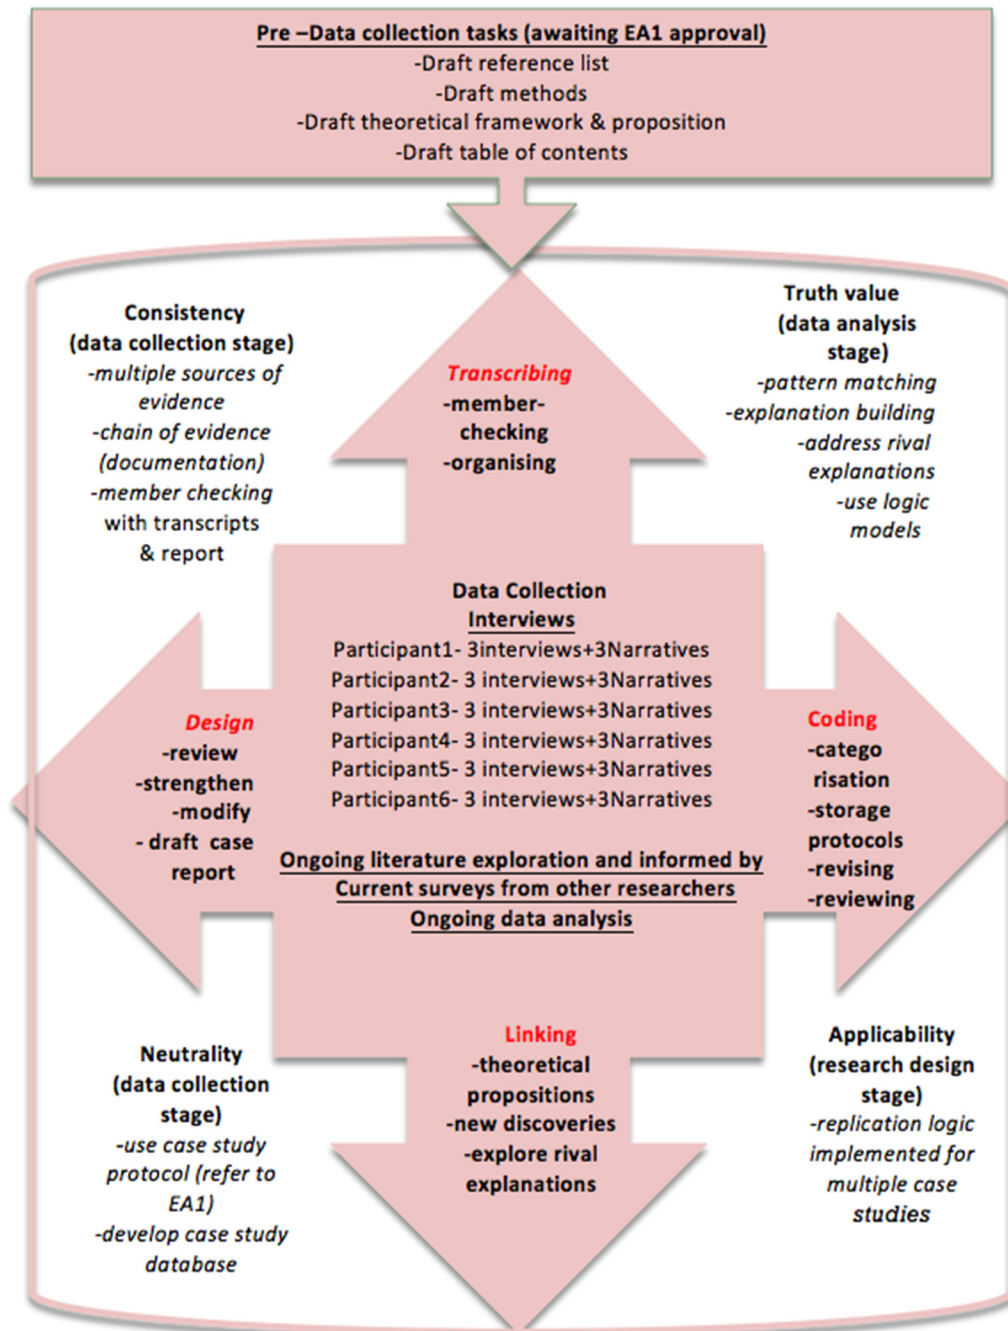 Pre –Data collection tasks (awaiting EA1 approval)
-Draft reference list
-Draft methods
-Draft theoretical framework & proposition
-Draft table of contents
Consistency
(data collection stage)
-multiple sources of
evidence
-chain of evidence
(documentation)
-member checking
with transcripts
& report
Transcribing
-member-
checking
-organising
Truth value
(data analysis
stage)
-pattern matching
-explanation building
-address rival
explanations
-use logic
models
Design
-review
-strengthen
-modify
- draft case
report
Data Collection
Interviews
Participant1- 3interviews+3Narratives
Participant2- 3 interviews+3Narratives
Participant3- 3 interviews+3Narratives
Participant4- 3 interviews+3Narratives
Participant5- 3 interviews+3Narratives
Participant6- 3 interviews+3Narratives
Ongoing literature exploration and informed by
Current surveys from other researchers
Ongoing data analysis
Coding
-catego
risation
-storage
protocols
-revising
-reviewing
Neutrality
(data collection
stage)
-use case study
protocol (refer to
EA1)
-develop case study
database
Linking
-theoretical
propositions
-new discoveries
-explore rival
explanations
Applicability
(research design
stage)
-replication logic
implemented for
multiple case
studies